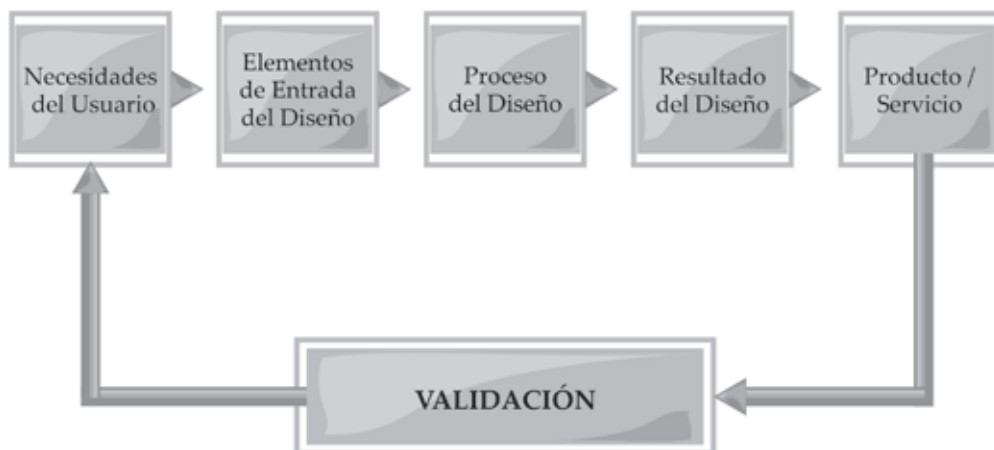 Necesidades
del Usuario
Elementos
de Entrada
del Diseño
Proceso
del Diseño
Resultado
del Diseño
Producto /
Servicio
VALIDACIÓN